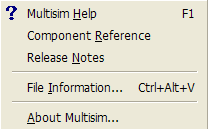 ? Multisim Help F1
Component Reference
Release Notes
File Information... Ctrl+Alt+V
About Multisim...